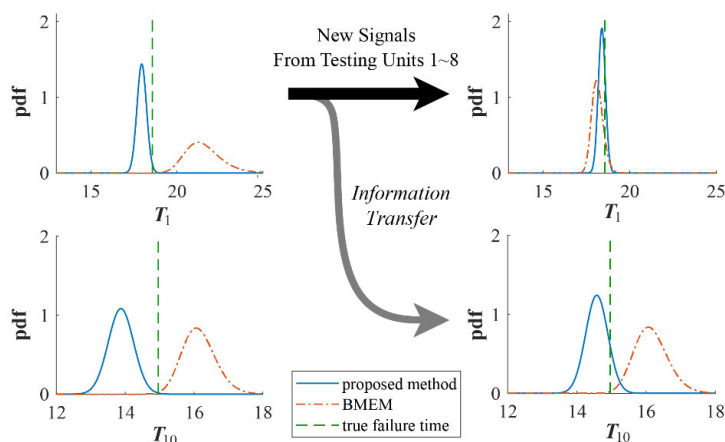 2
1
0
pdf
15
20
25
T1
New Signals
From Testing Units 1~8
Information
Transfer
2
1
0
pdf
15
20
25
T1
2
1
0
pdf
12
14
16
18
T10
proposed method
BMEM
true failure time
2
1
0
pdf
12
14
16
18
T10